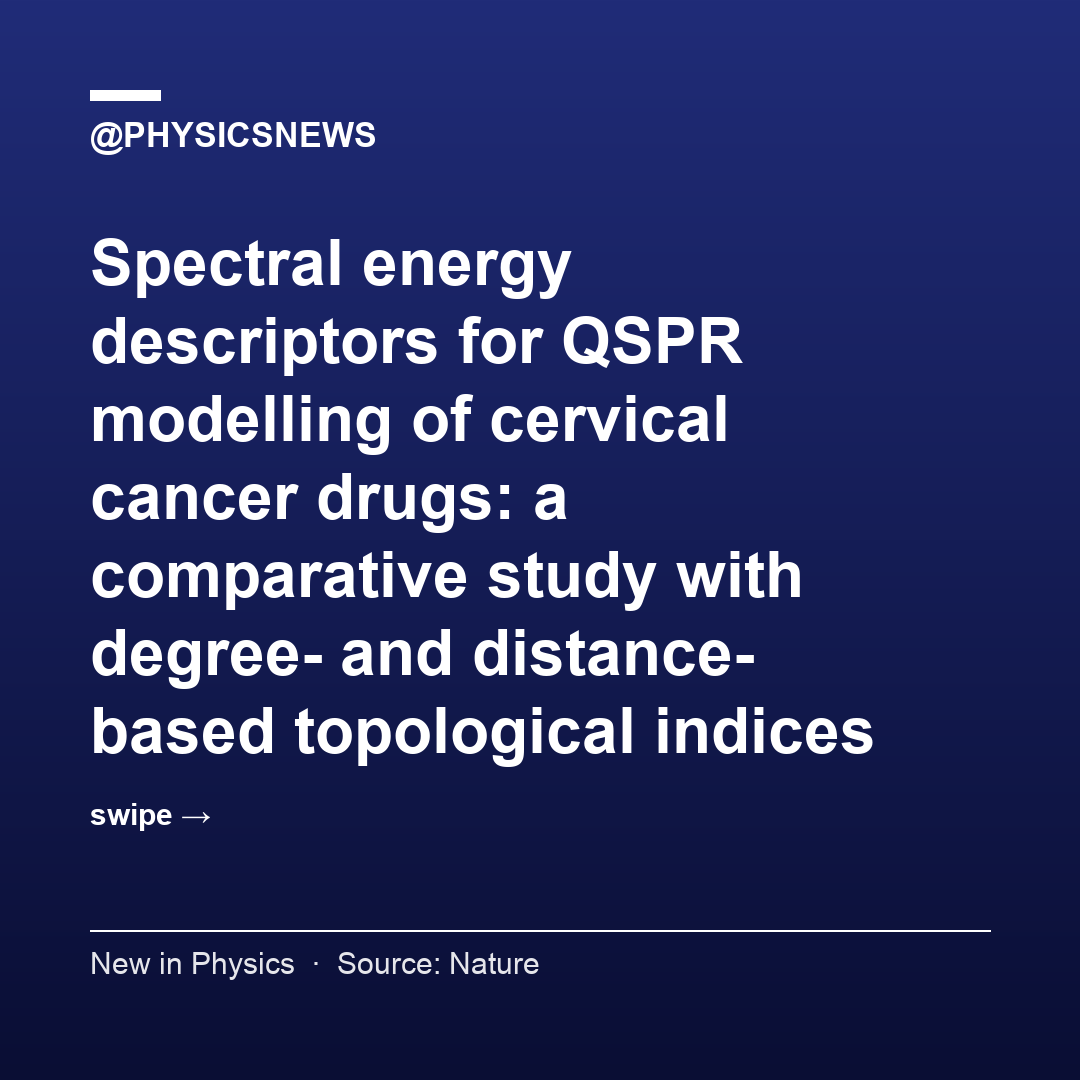 @PHYSICSNEWS
Spectral energy
descriptors for QSPR
modelling of cervical
cancer drugs: a
comparative study with
degree- and distance-
based topological indices
swipe →
New in Physics · Source: Nature